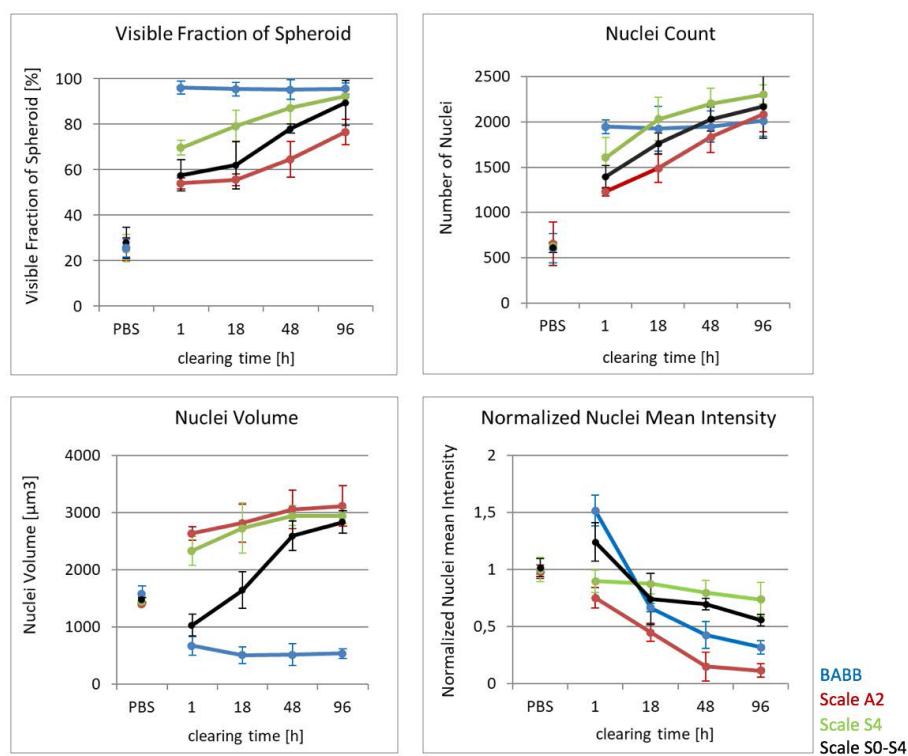 Visible Fraction of Spheroid
Visible Fraction of Spheroid [%]
100
80
60
40
20
0
PBS 1 18 48 96
clearing time [h]
Nuclei Count
Number of Nuclei
2500
2000
1500
1000
500
0
PBS 1 18 48 96
clearing time [h]
Nuclei Volume
Nuclei Volume [µm3]
4000
3000
2000
1000
0
PBS 1 18 48 96
clearing time [h]
Normalized Nuclei Mean Intensity
Normalized Nuclei mean Intensity
2
1,5
1
0,5
0
PBS 1 18 48 96
clearing time [h]
BABB
Scale A2
Scale S4
Scale S0-S4